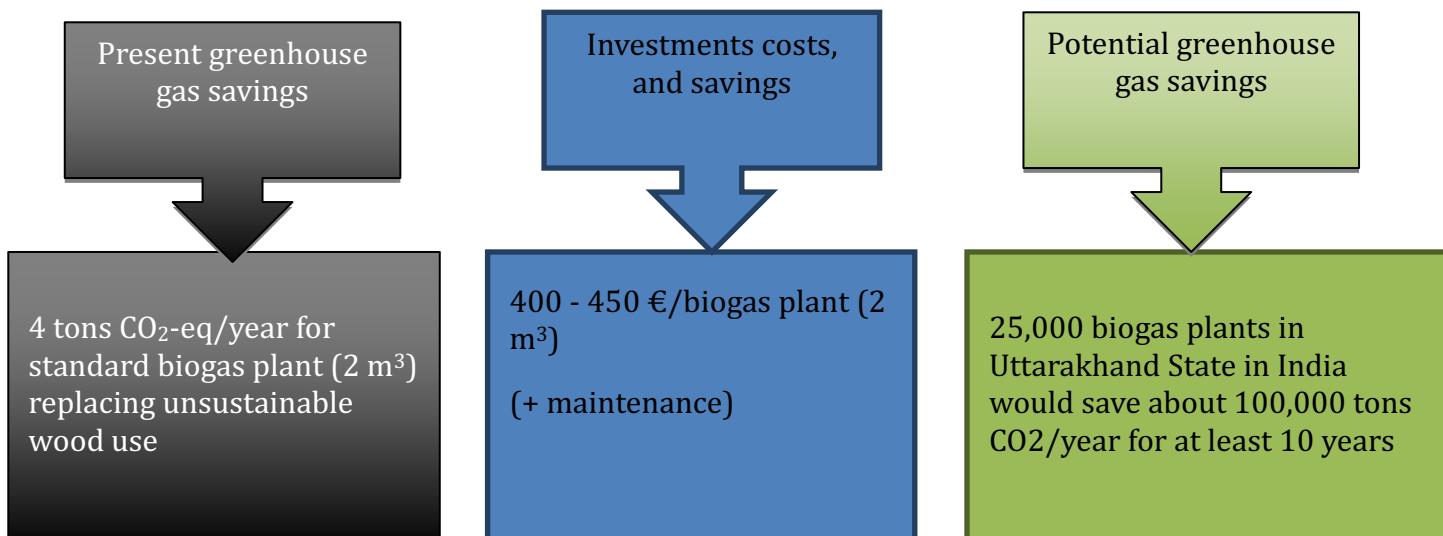 Present greenhouse
gas savings
Investments costs,
and savings
Potential greenhouse
gas savings
4 tons CO₂-eq/year for
standard biogas plant (2 m³)
replacing unsustainable
wood use
400 - 450 €/biogas plant (2
m³)
(+ maintenance)
25,000 biogas plants in
Uttarakhand State in India
would save about 100,000 tons
CO2/year for at least 10 years